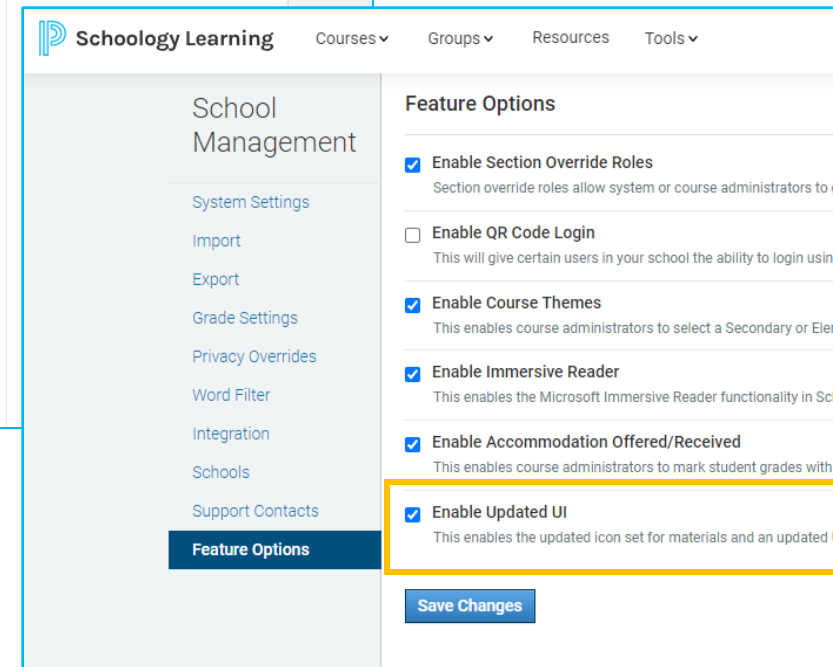 Schoology Learning Courses Groups Resources Tools
School
Management
System Settings
Import
Export
Grade Settings
Privacy Overrides
Word Filter
Integration
Schools
Support Contacts
Feature Options
Feature Options
Enable Section Override Roles
Section override roles allow system or course administrators to
Enable QR Code Login
This will give certain users in your school the ability to login usin
Enable Course Themes
This enables course administrators to select a Secondary or Eler
Enable Immersive Reader
This enables the Microsoft Immersive Reader functionality in Sc
Enable Accommodation Offered/Received
This enables course administrators to mark student grades with
Enable Updated UI
This enables the updated icon set for materials and an updated
Save Changes